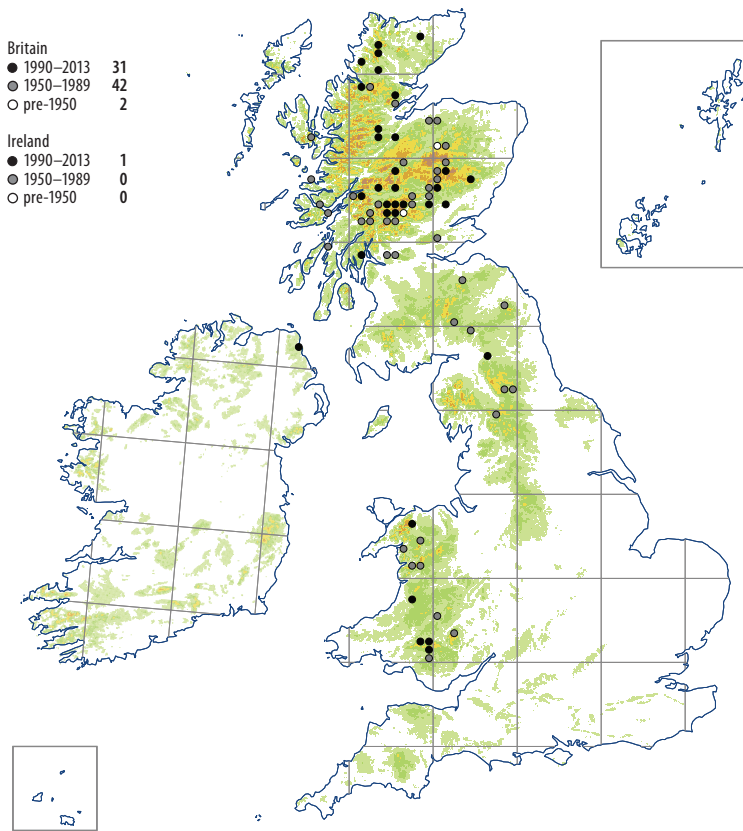 Britain
● 1990–2013 31
● 1950–1989 42
○ pre-1950 2
Ireland
● 1990–2013 1
● 1950–1989 0
○ pre-1950 0